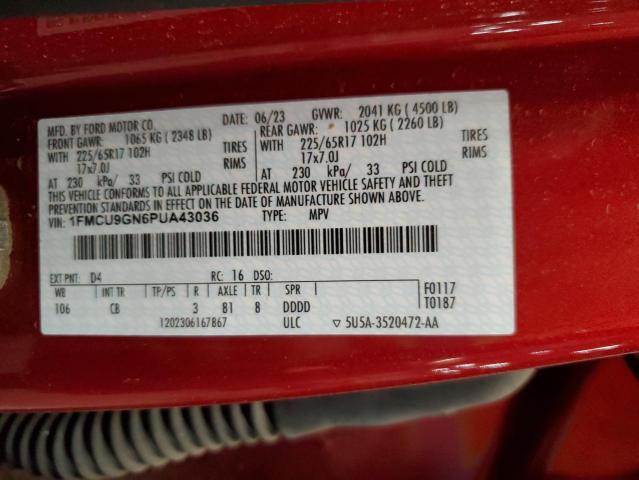 MFD. BY FORD MOTOR CO. DATE: 06/23 GVWR: 2041 KG ( 4500 LB)
FRONT GAWR: 1065 KG ( 2348 LB) REAR GAWR: 1025 KG ( 2260 LB)
WITH 225/65R17 102H TIRES WITH 225/65R17 102H TIRES
17x7.0J RIMS 17x7.0J RIMS
AT 230 kPa/ 33 PSI COLD AT 230 kPa/ 33 PSI COLD
THIS VEHICLE CONFORMS TO ALL APPLICABLE FEDERAL MOTOR VEHICLE SAFETY AND THEFT
PREVENTION STANDARDS IN EFFECT ON THE DATE OF MANUFACTURE SHOWN ABOVE.
VIN: 1FMCU9GN6PUA43036 TYPE: MPV
EXT PNT: D4 RC: 16 DSO:
WB INT TR TP/PS R AXLE TR SPR F0117
106 CB 3 81 8 DDDD T0187
1202306167867 ULC ▽ 5U5A-3520472-AA